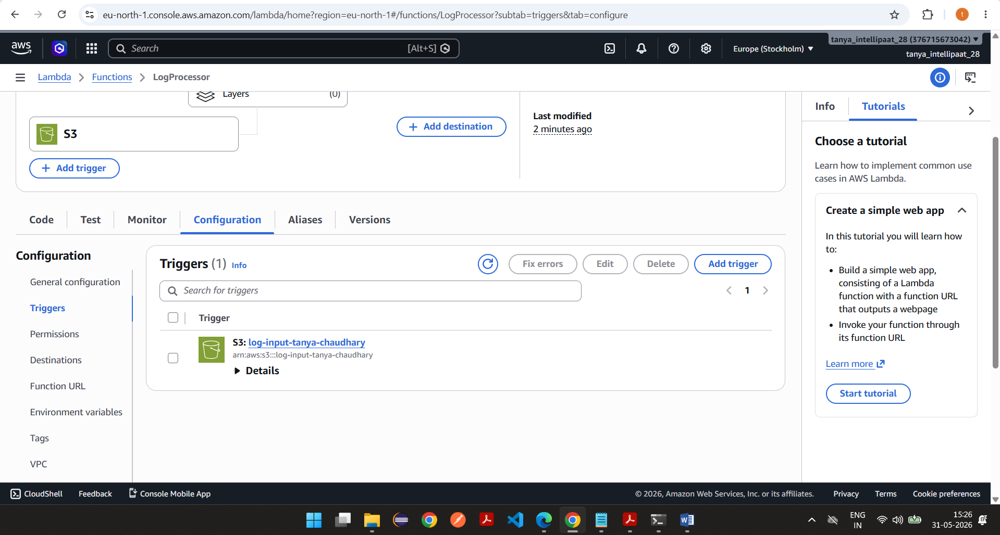 eu-north-1.console.aws.amazon.com/lambda/home?region=eu-north-1#/functions/LogProcessor?subtab=triggers&tab=configure
t
aws
Search
[Alt+S]
Europe (Stockholm)
tanya_intellipaat_28 (376715673042)
tanya_intellipaat_28
Lambda
Functions
LogProcessor
Layers
(0)
S3
Add destination
Add trigger
Last modified
2 minutes ago
Code
Test
Monitor
Configuration
Aliases
Versions
Configuration
General configuration
Triggers
Permissions
Destinations
Function URL
Environment variables
Tags
VPC
Triggers (1) Info
Fix errors
Edit
Delete
Add trigger
Search for triggers
1
Trigger
S3: log-input-tanya-chaudhary
arn:aws:s3:::log-input-tanya-chaudhary
Details
Info
Tutorials
Choose a tutorial
Learn how to implement common use
cases in AWS Lambda.
Create a simple web app
In this tutorial you will learn how
to:
• Build a simple web app,
consisting of a Lambda
function with a function URL
that outputs a webpage
• Invoke your function through
its function URL
Learn more
Start tutorial
CloudShell
Feedback
Console Mobile App
© 2026, Amazon Web Services, Inc. or its affiliates.
Privacy
Terms
Cookie preferences
ENG
IN
15:26
31-05-2026